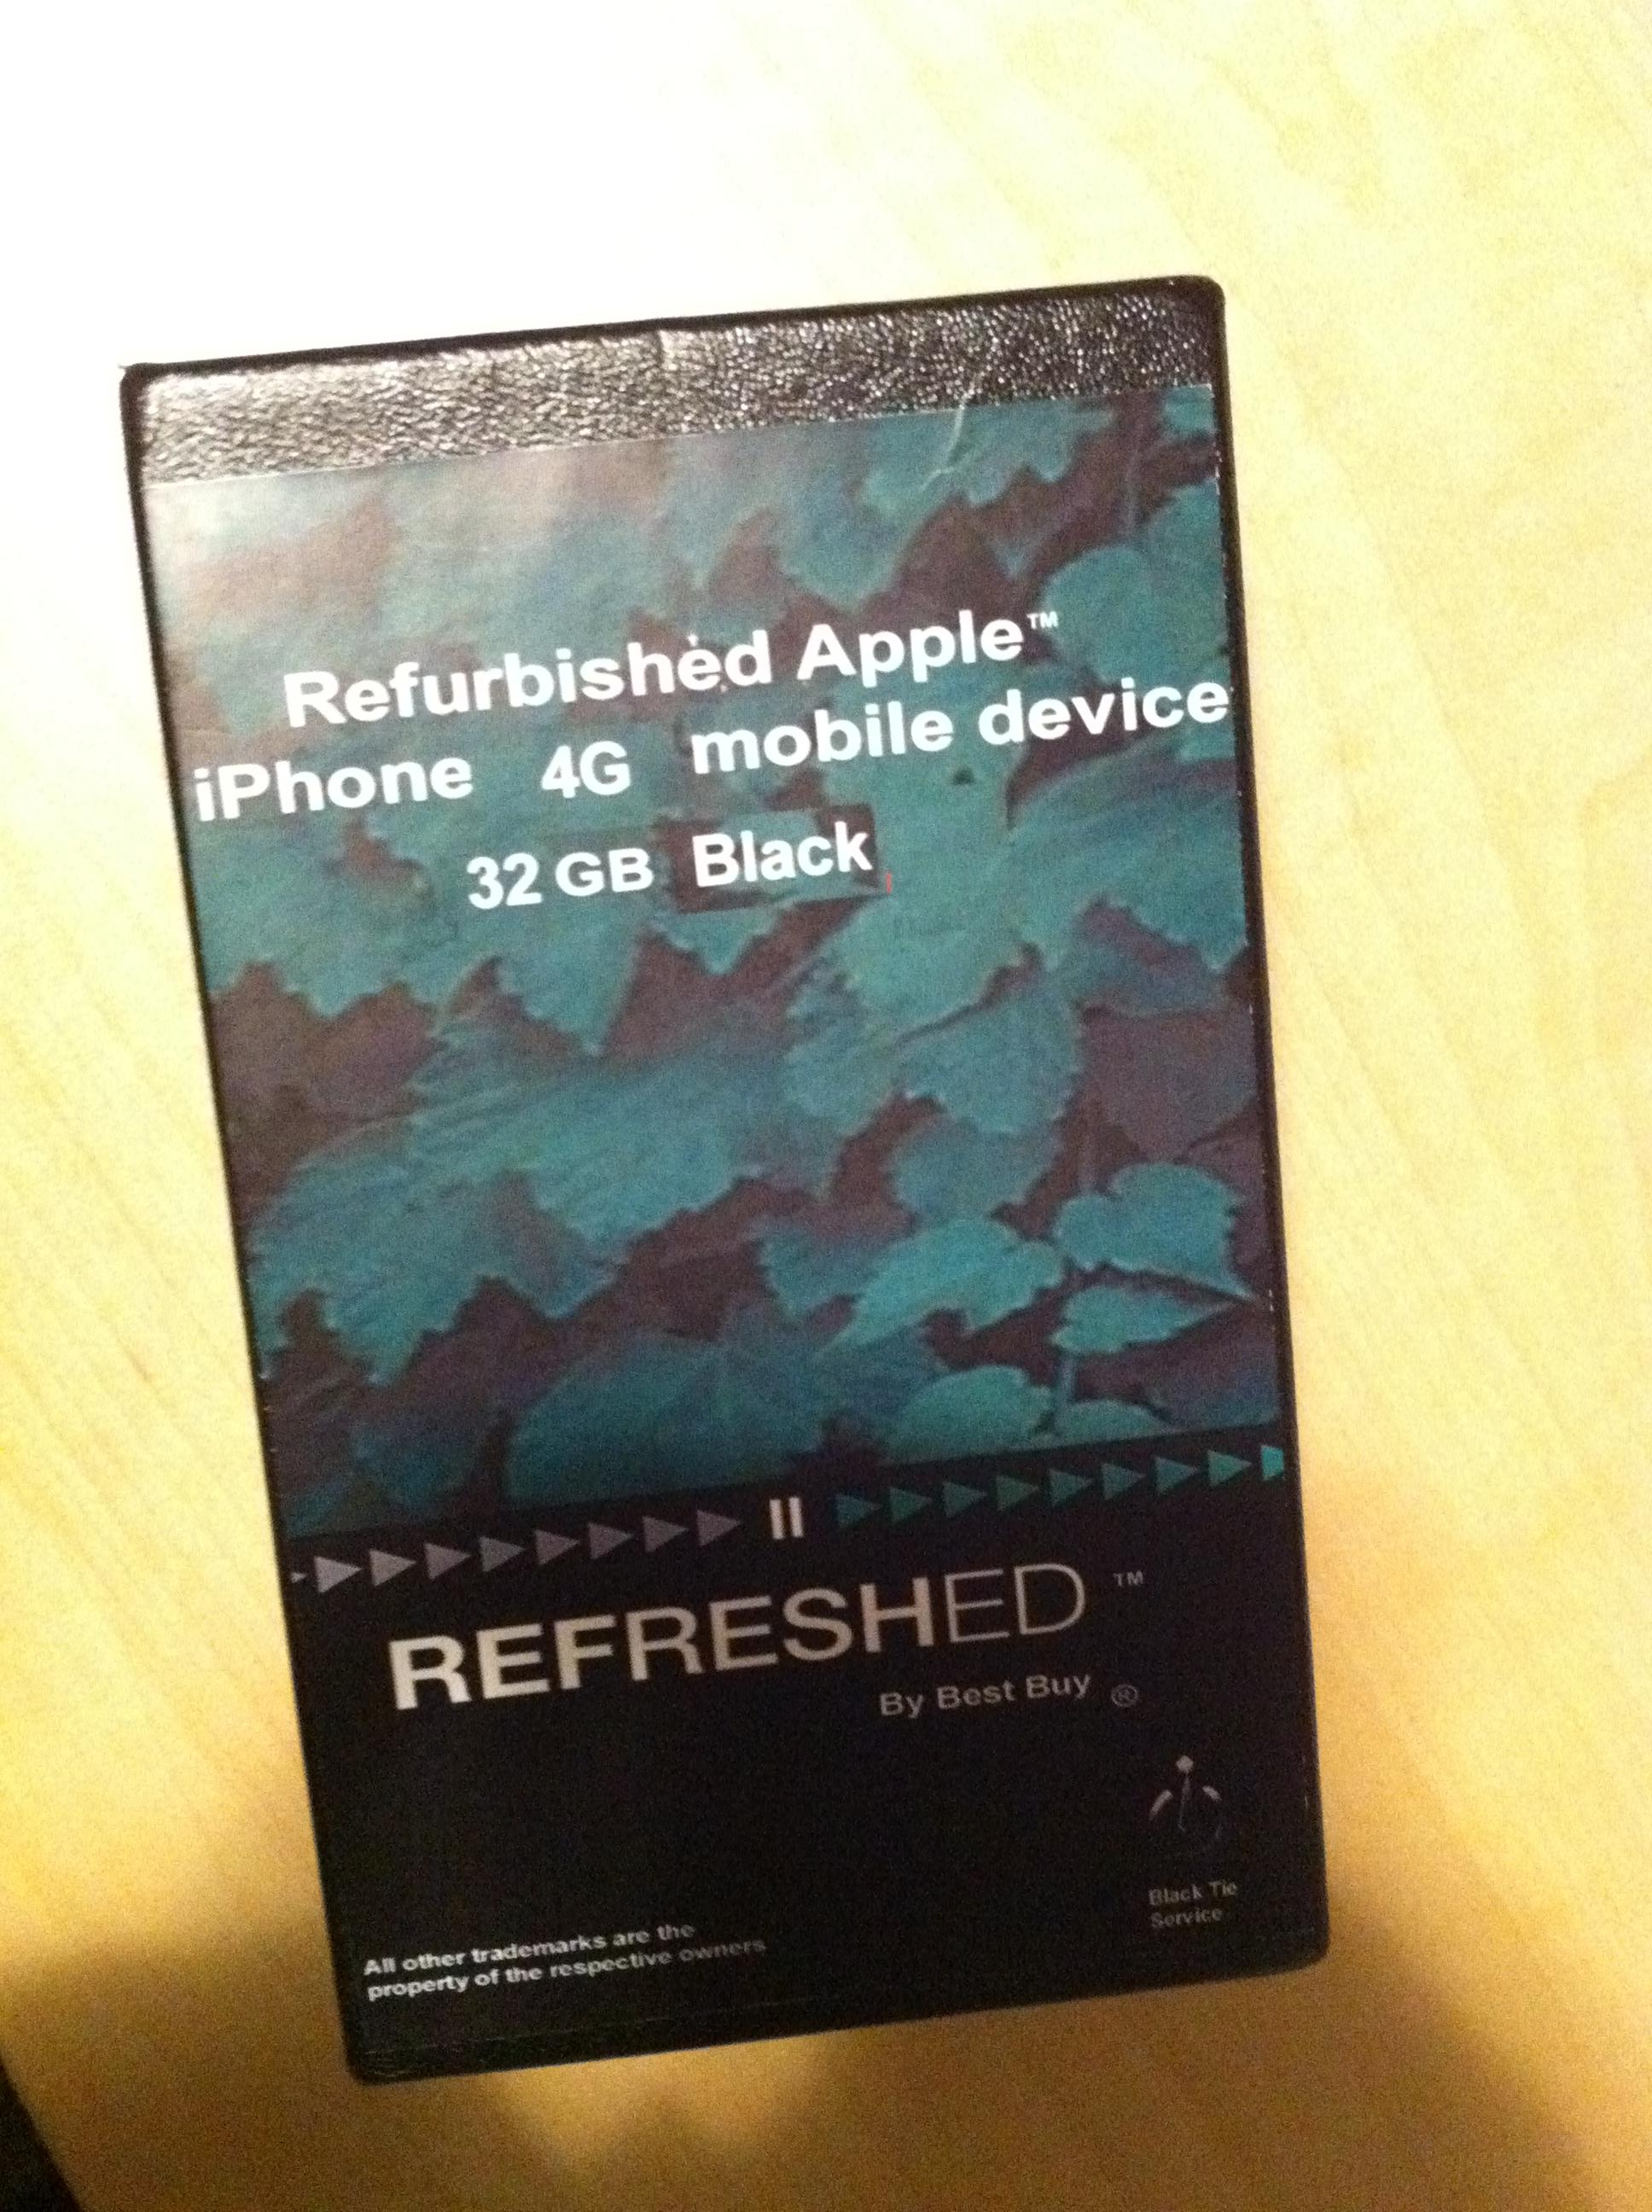 Refurbished Apple™
iPhone 4G mobile device
32 GB Black
REFRESHED™
By Best Buy ®
Black Tie
Service
All other trademarks are the
property of the respective owners